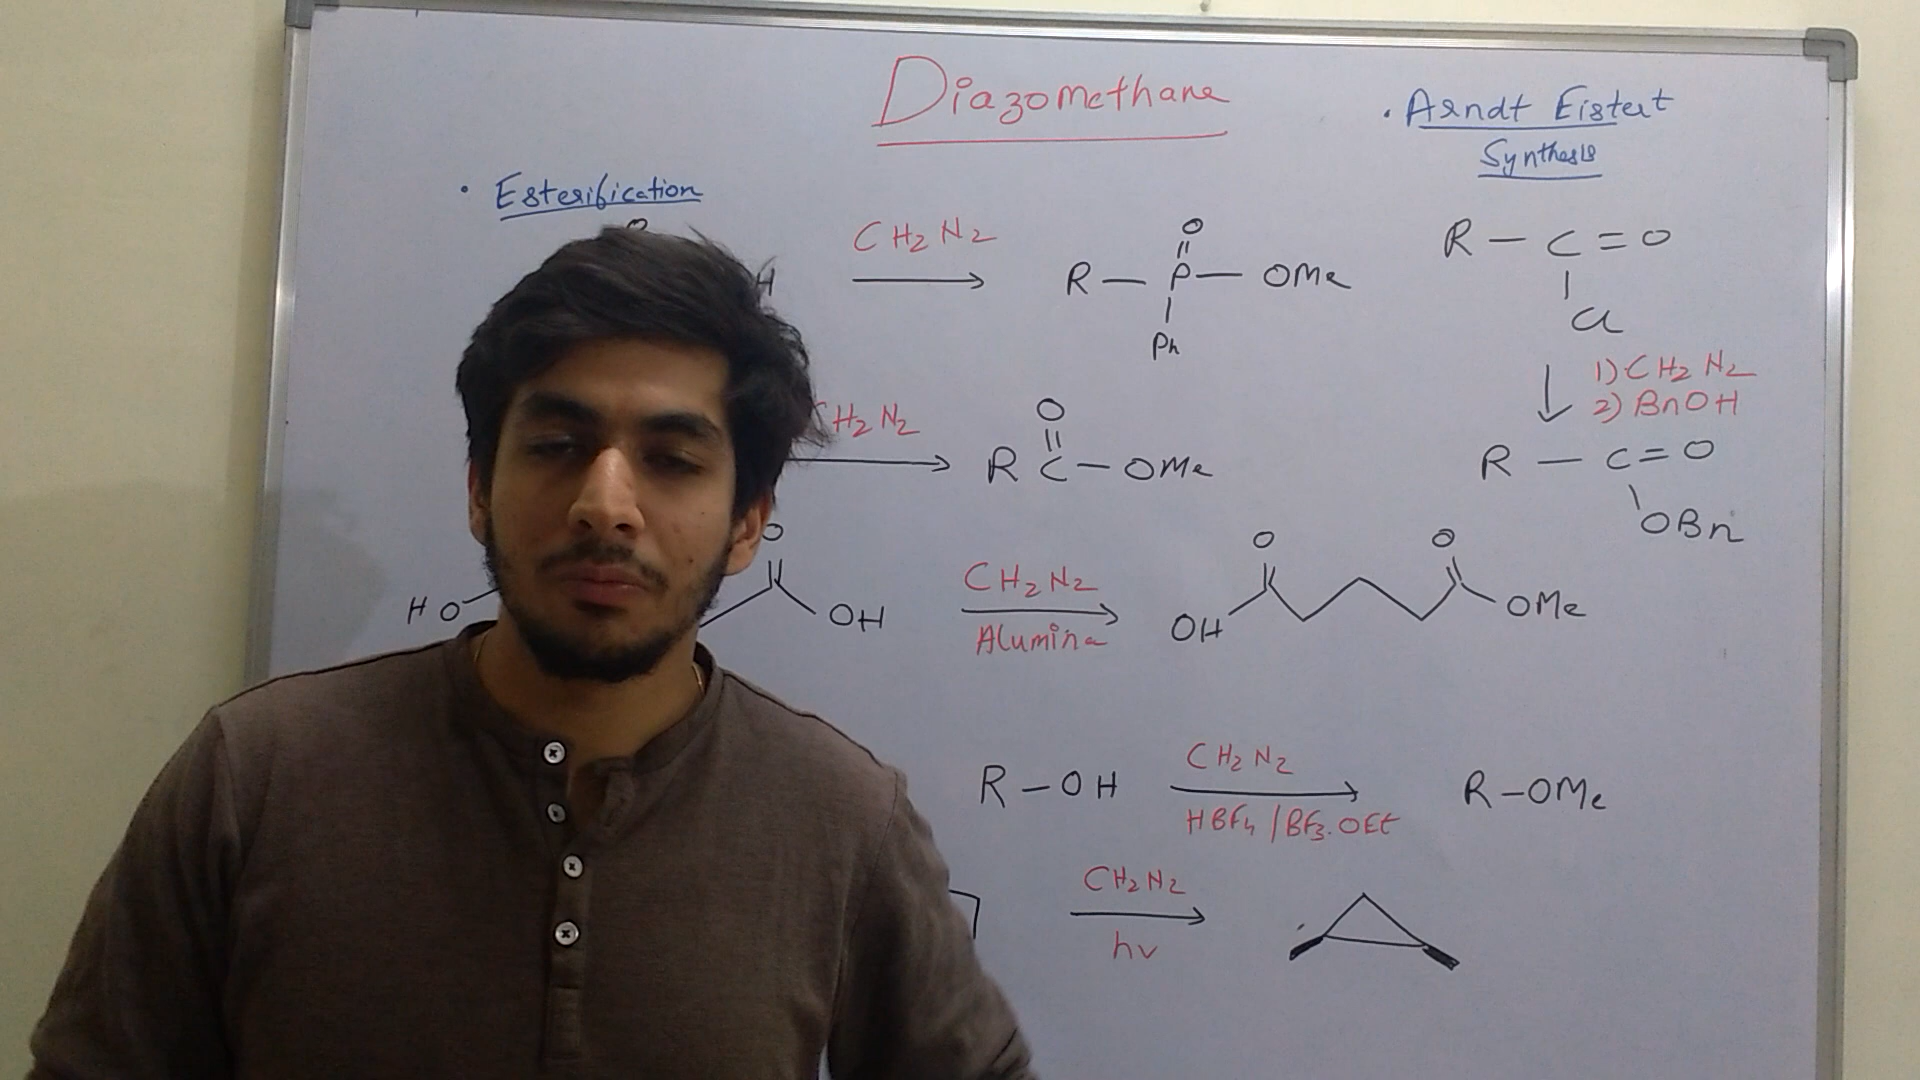 Diazomethane
. Arndt Eistert
Synthesis
• Esterification
O
H
CH2N2
O
R — P — OMe
Ph
R — C = O
Cl
1) CH2N2
2) BnOH
R — C = O
OBn
CH2N2
O
R C — OMe
O
HO
OH
CH2N2
Alumina
O
O
OH
OMe
R — OH
CH2N2
HBF4 / BF3.OEt
R — OMe
CH2N2
hv